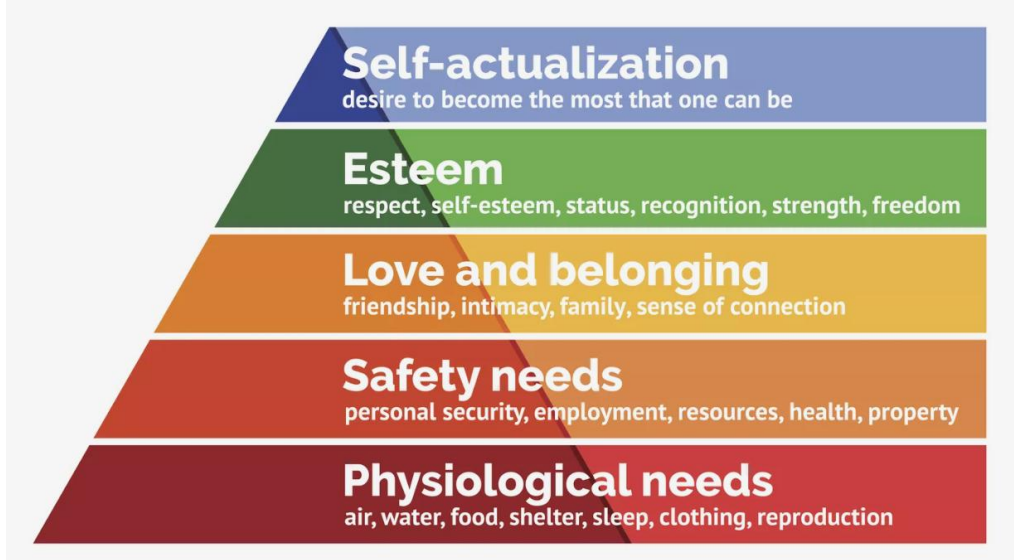 Self-actualization
desire to become the most that one can be
Esteem
respect, self-esteem, status, recognition, strength, freedom
Love and belonging
friendship, intimacy, family, sense of connection
Safety needs
personal security, employment, resources, health, property
Physiological needs
air, water, food, shelter, sleep, clothing, reproduction